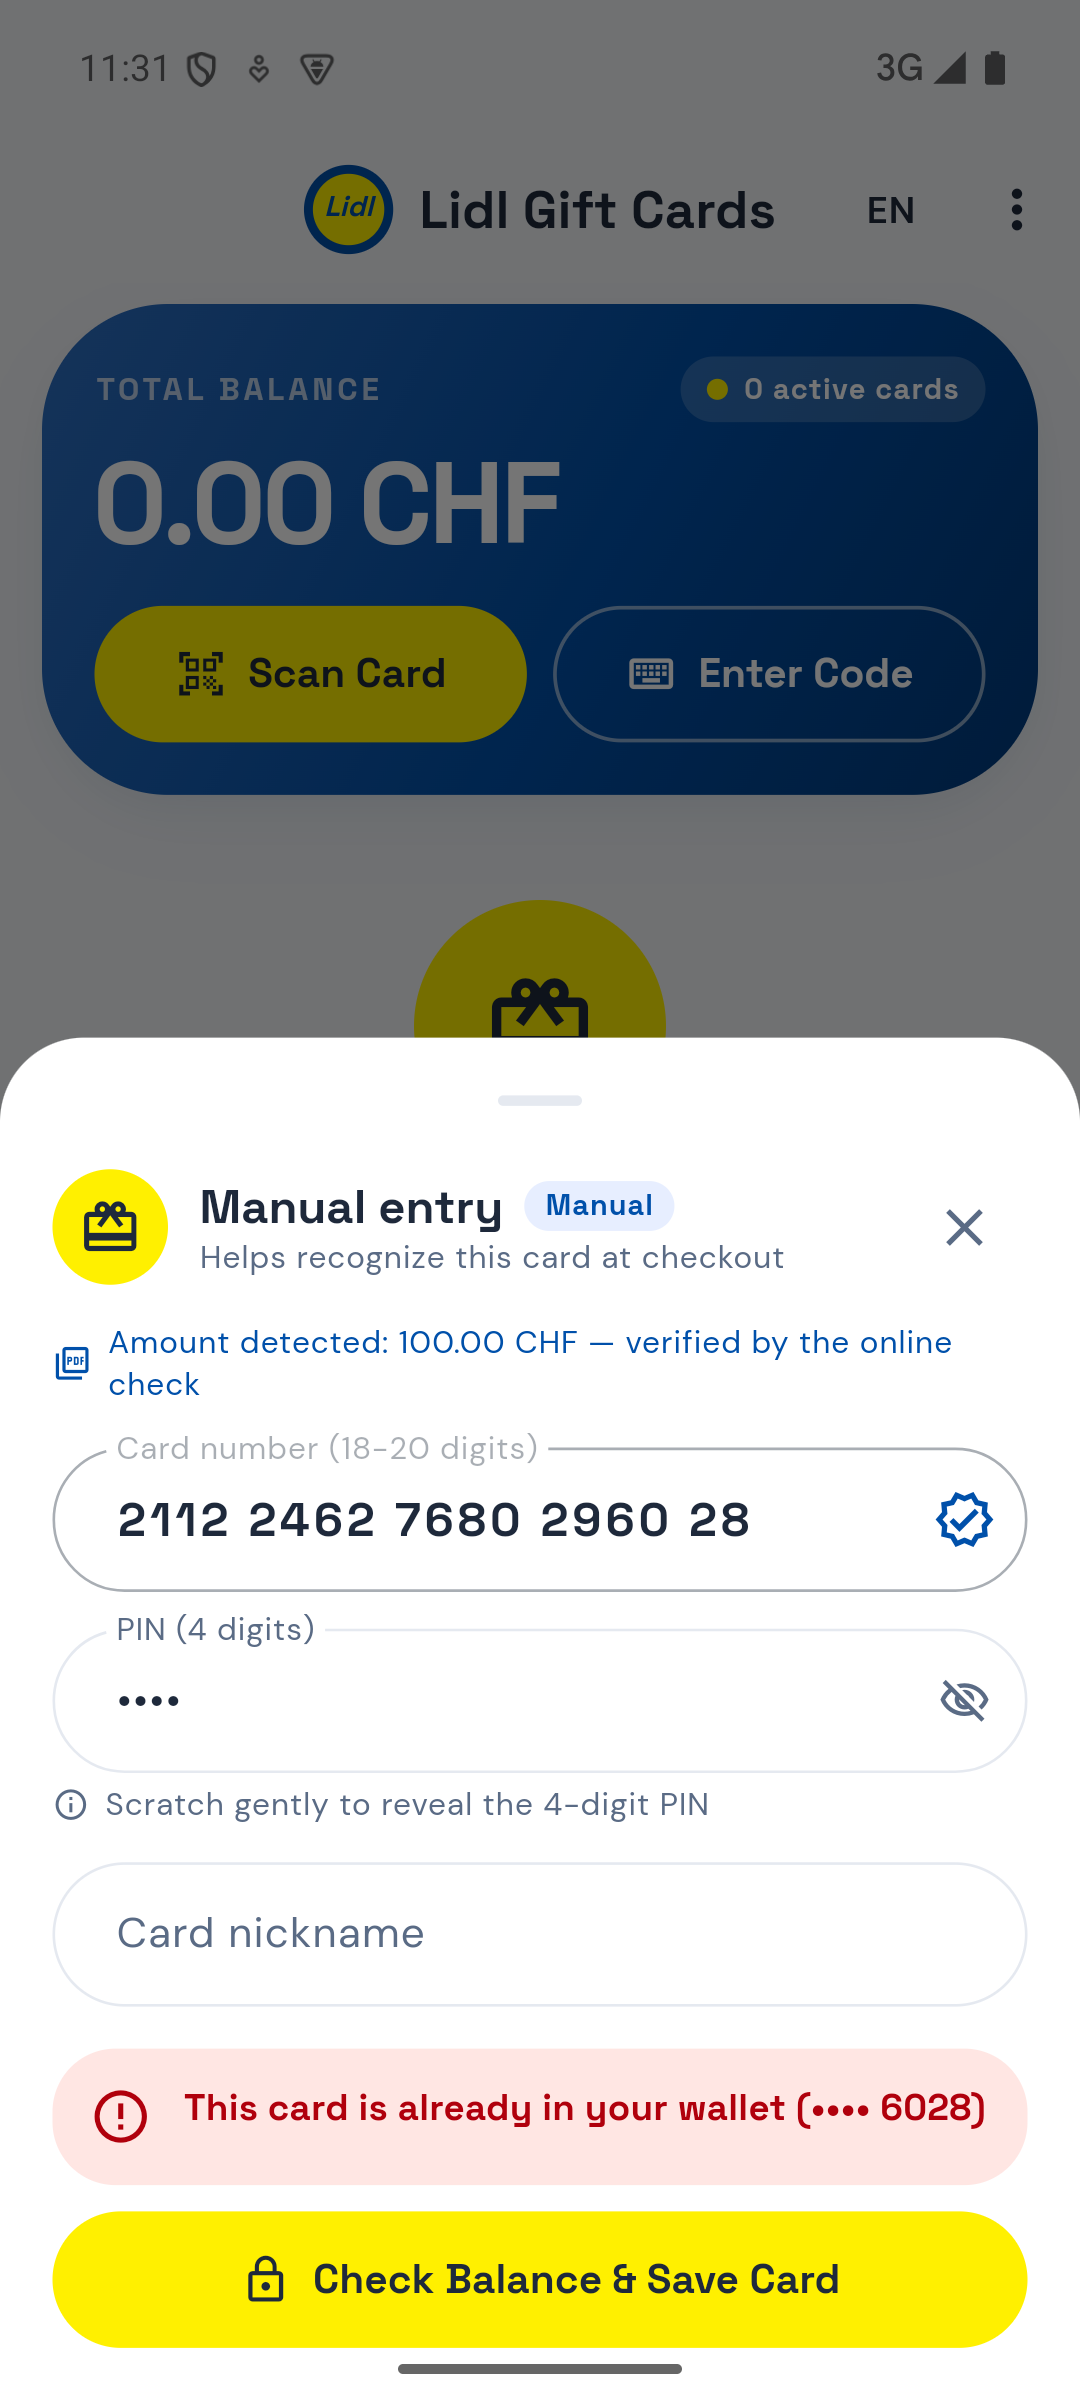 11:31
3G
Lidl
Lidl Gift Cards
EN
TOTAL BALANCE
0 active cards
0.00 CHF
Scan Card
Enter Code
Manual entry
Manual
Helps recognize this card at checkout
PDF
Amount detected: 100.00 CHF — verified by the online
check
Card number (18-20 digits)
2112 2462 7680 2960 28
PIN (4 digits)
••••
Scratch gently to reveal the 4-digit PIN
Card nickname
This card is already in your wallet (•••• 6028)
Check Balance & Save Card